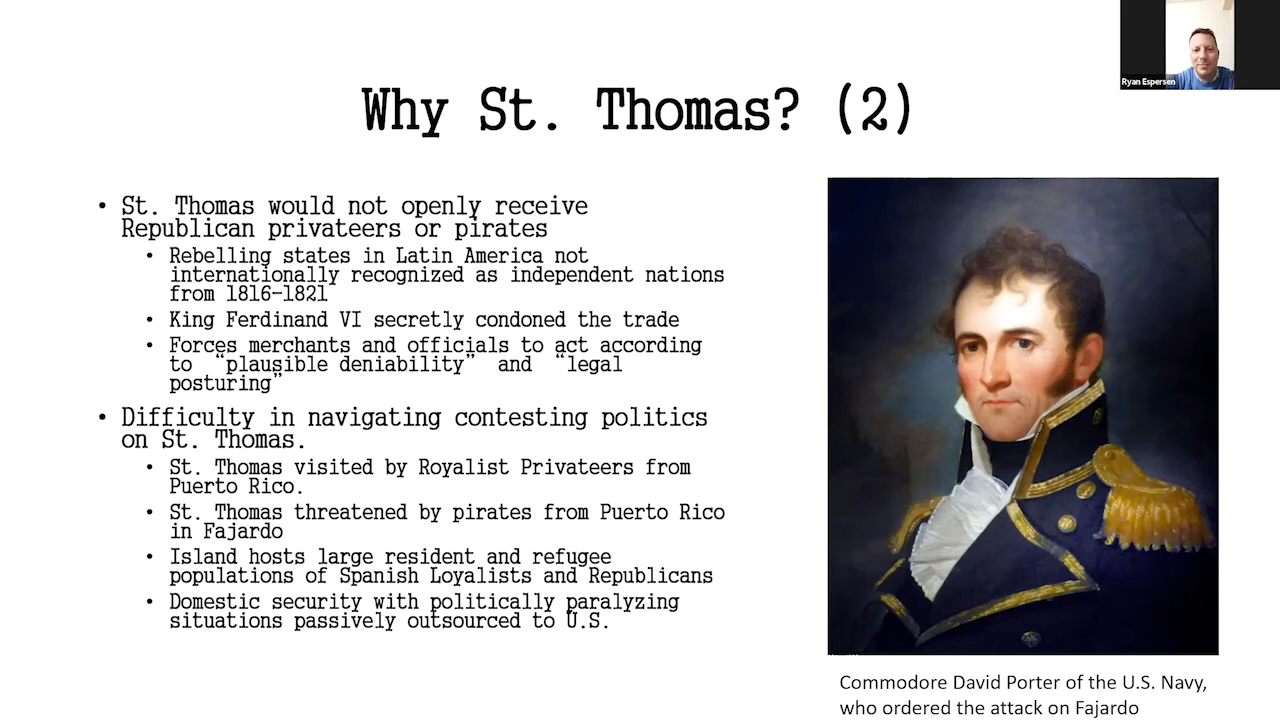 Ryan Espersen
Why St. Thomas? (2)
• St. Thomas would not openly receive
Republican privateers or pirates
• Rebelling states in Latin America not
internationally recognized as independent nations
from 1816-1821
• King Ferdinand VI secretly condoned the trade
• Forces merchants and officials to act according
to “plausible deniability” and “legal
posturing”
• Difficulty in navigating contesting politics
on St. Thomas.
• St. Thomas visited by Royalist Privateers from
Puerto Rico.
• St. Thomas threatened by pirates from Puerto Rico
in Fajardo
• Island hosts large resident and refugee
populations of Spanish Loyalists and Republicans
• Domestic security with politically paralyzing
situations passively outsourced to U.S.
Commodore David Porter of the U.S. Navy,
who ordered the attack on Fajardo